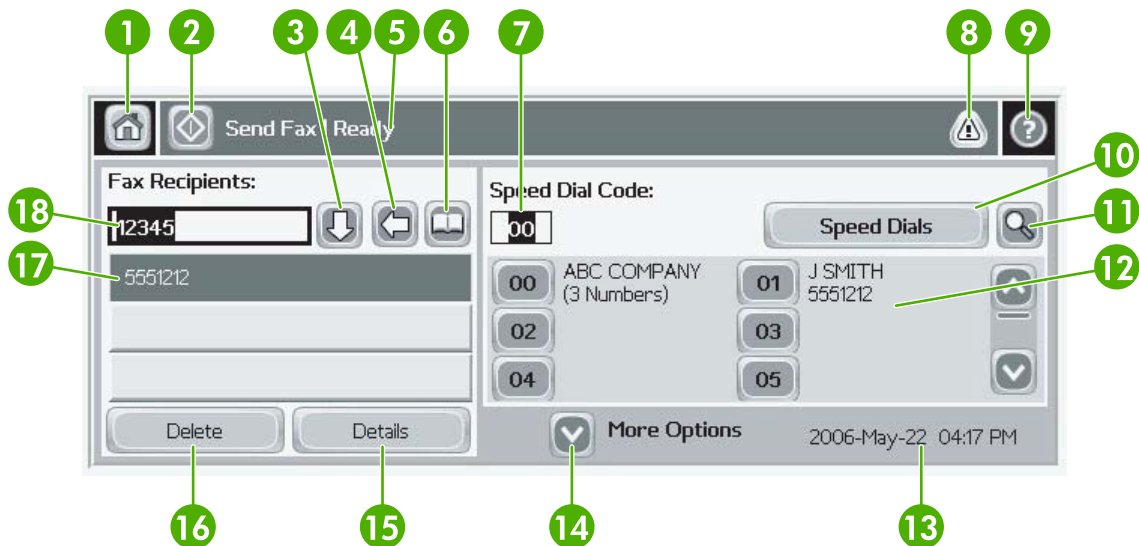 1 2 3 4 5 6 7 8 9
Send Fax | Ready
?
Fax Recipients:
Speed Dial Code:
10
18
12345
00
Speed Dials
11
17
5551212
00 ABC COMPANY
(3 Numbers)
01 J SMITH
5551212
12
02
03
04
05
Delete
Details
More Options
2006-May-22 04:17 PM
16 15 14 13